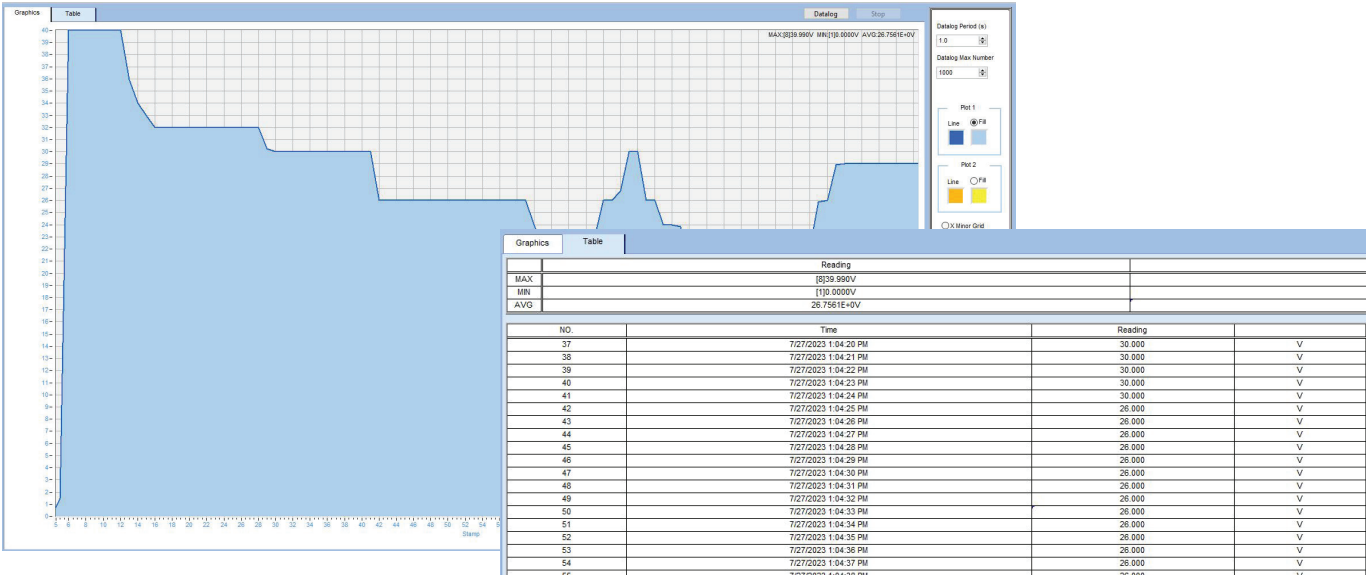 Graphics Table Datalog Stop
MAX:[8]39.990V MIN:[1]0.0000V AVG:26.7561E+0V
40
39
38
37
36
35
34
33
32
31
30
29
28
27
26
25
24
23
22
21
20
19
18
17
16
15
14
13
12
11
10
9
8
7
6
5
4
3
2
1
0
5 6 8 10 12 14 16 18 20 22 24 26 28 30 32 34 36 38 40 42 44 46 48 50 52 54
Stamp
Datalog Period (s)
1.0
Datalog Max Number
1000
Plot 1
Line Fill
Plot 2
Line Fill
X Minor Grid
Graphics Table
Reading
MAX [8]39.990V
MIN [1]0.0000V
AVG 26.7561E+0V
NO. Time Reading
37 7/27/2023 1:04:20 PM 30.000 V
38 7/27/2023 1:04:21 PM 30.000 V
39 7/27/2023 1:04:22 PM 30.000 V
40 7/27/2023 1:04:23 PM 30.000 V
41 7/27/2023 1:04:24 PM 30.000 V
42 7/27/2023 1:04:25 PM 26.000 V
43 7/27/2023 1:04:26 PM 26.000 V
44 7/27/2023 1:04:27 PM 26.000 V
45 7/27/2023 1:04:28 PM 26.000 V
46 7/27/2023 1:04:29 PM 26.000 V
47 7/27/2023 1:04:30 PM 26.000 V
48 7/27/2023 1:04:31 PM 26.000 V
49 7/27/2023 1:04:32 PM 26.000 V
50 7/27/2023 1:04:33 PM 26.000 V
51 7/27/2023 1:04:34 PM 26.000 V
52 7/27/2023 1:04:35 PM 26.000 V
53 7/27/2023 1:04:36 PM 26.000 V
54 7/27/2023 1:04:37 PM 26.000 V